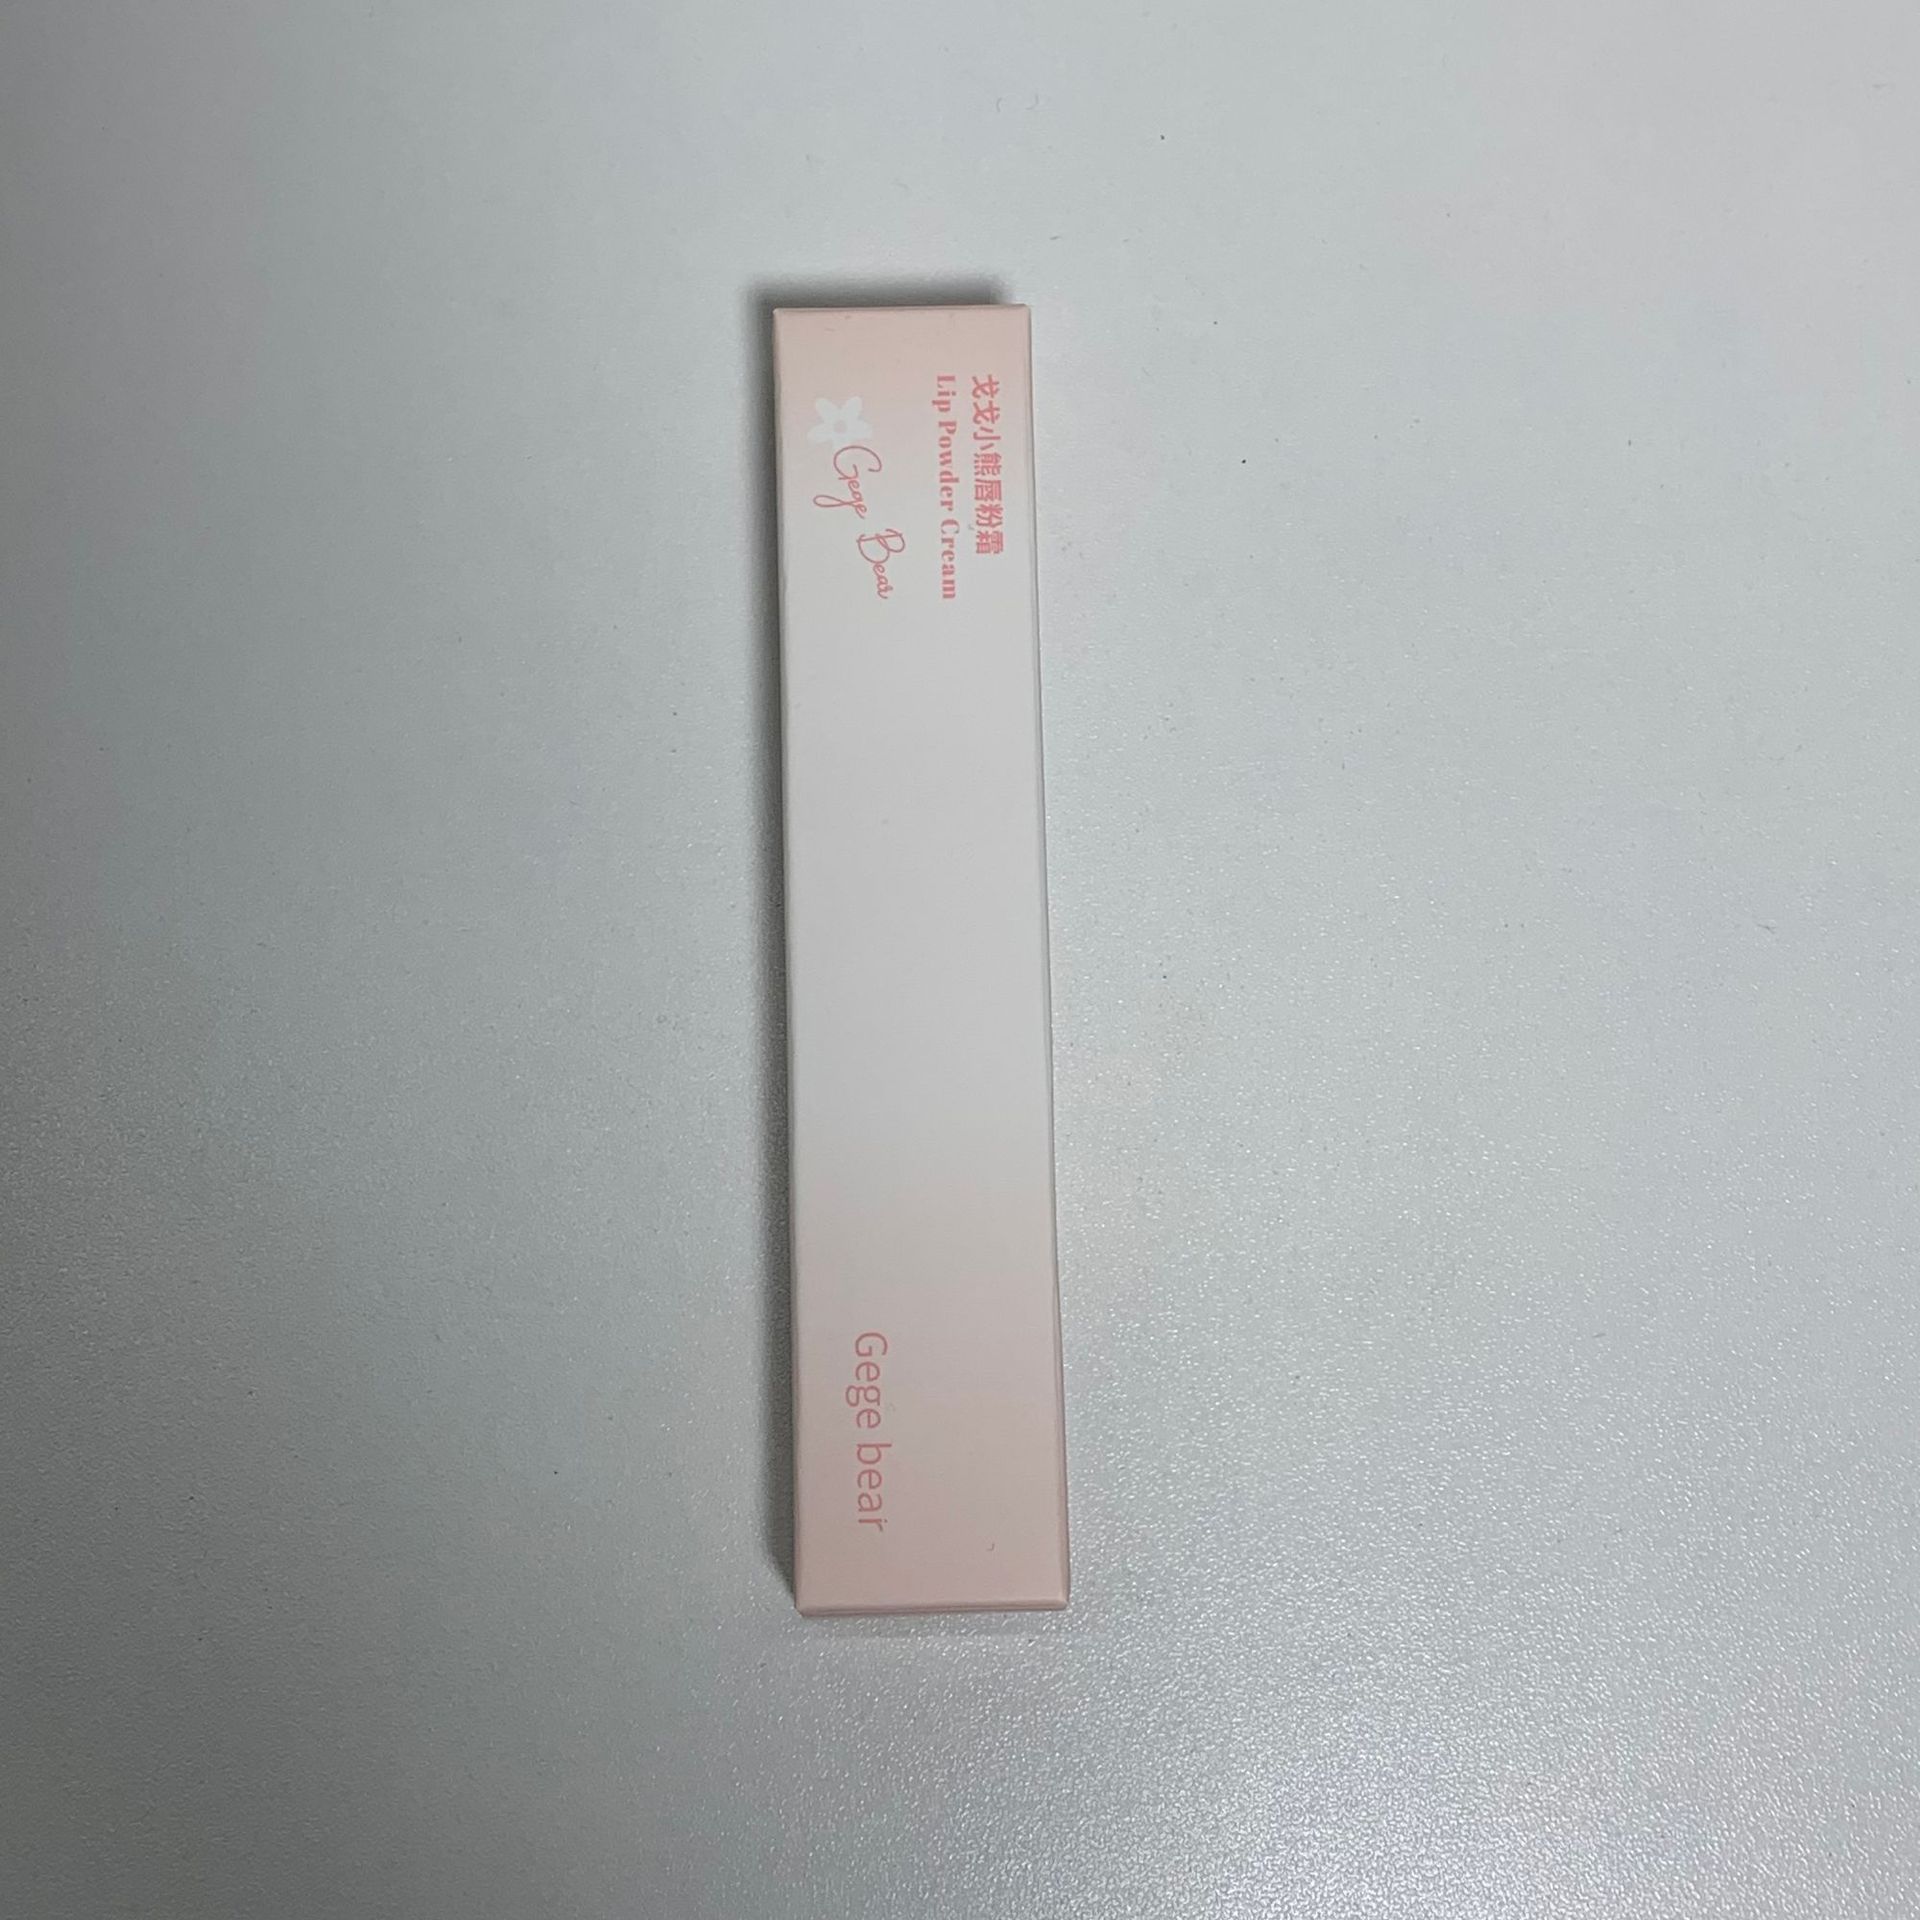 戈戈小熊唇粉霜
Lip Powder Cream
Gege Bear
Gege bear